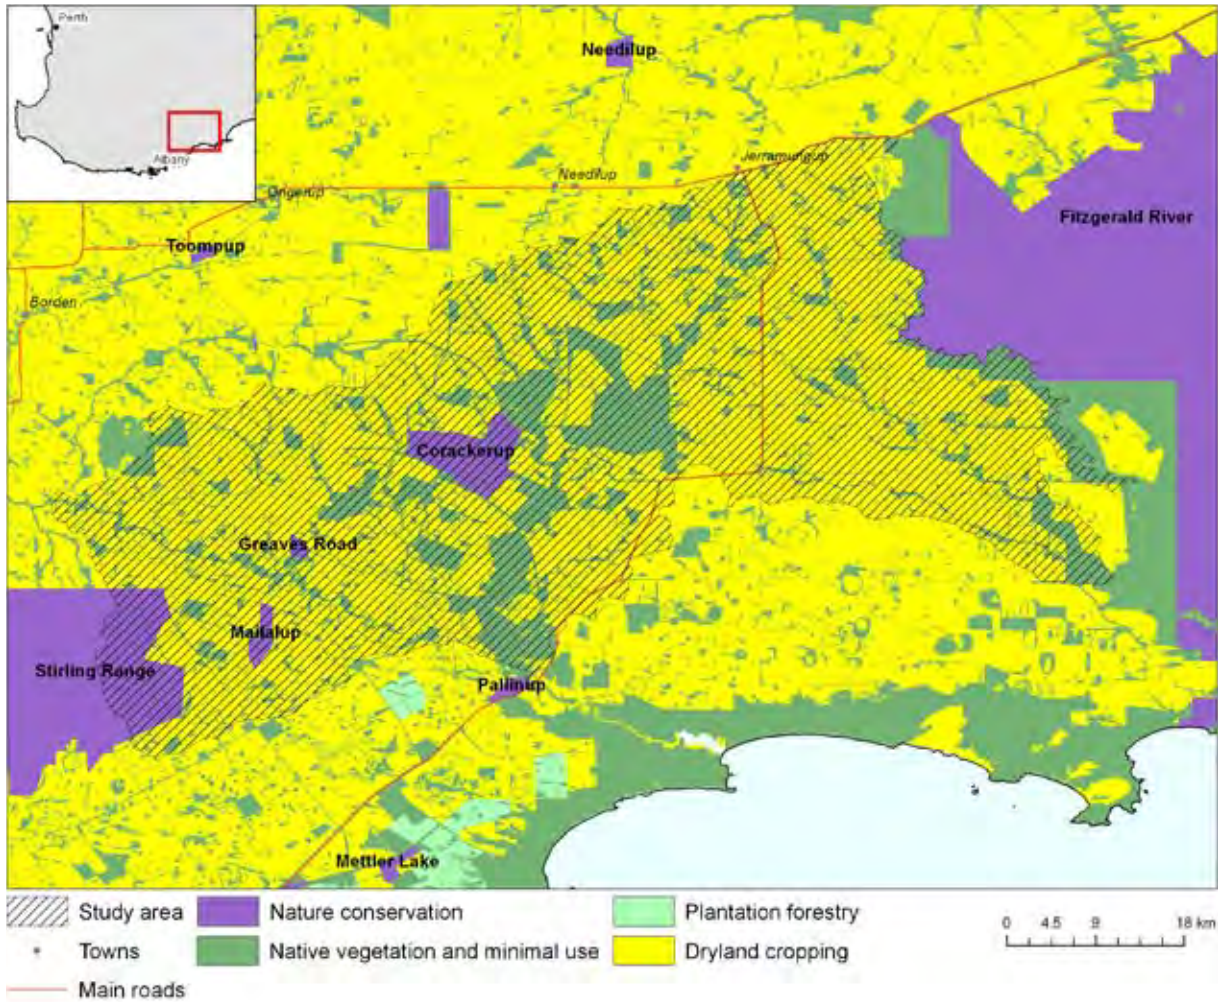 Perth
Albany
Needilup
Jerramungup
Needilup
Ongerup
Fitzgerald River
Toompup
Borden
Corackerup
Greaves Road
Mailalup
Stirling Range
Pallinup
Mettler Lake
Study area
Nature conservation
Plantation forestry
0 4.5 9 18 km
Towns
Native vegetation and minimal use
Dryland cropping
Main roads